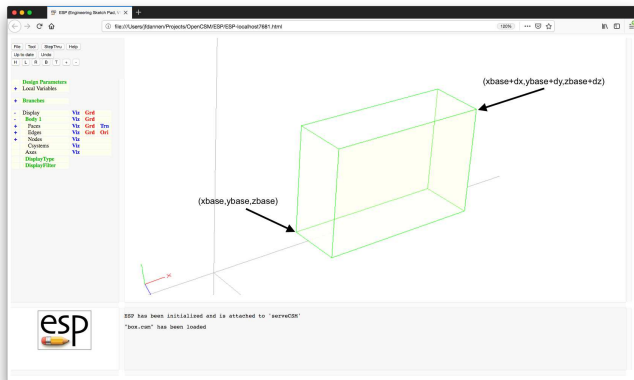 ESP (Engineering Sketch Pad, V
file:///Users/jfdannen/Projects/OpenCSM/ESP/ESP-localhost7681.html
120%
File Tool StepThru Help
Up to date Undo
H L R B T + -
Design Parameters
+ Local Variables
+ Branches
- Display Viz Grd
- Body 1 Viz Grd
+ Faces Viz Grd Trn
+ Edges Viz Grd Ori
+ Nodes Viz
Csystems Viz
Axes Viz
DisplayType
DisplayFilter
(xbase+dx,ybase+dy,zbase+dz)
(xbase,ybase,zbase)
X
esp
ESP has been initialized and is attached to 'serveCSM'
"box.csm" has been loaded